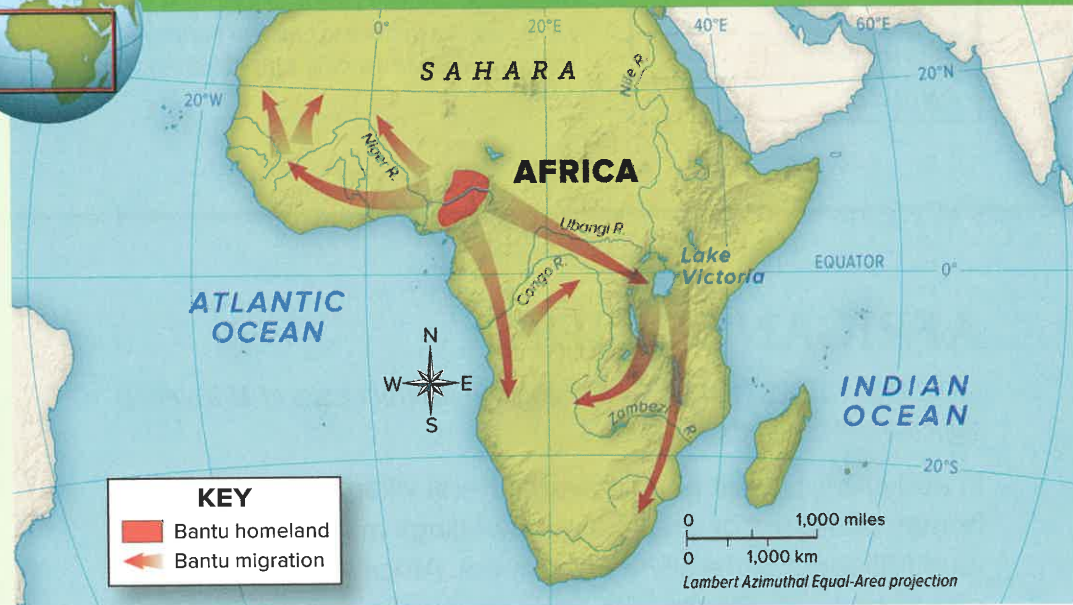 0°
20°E
40°E
60°E
SAHARA
Nile R.
20°N
20°W
Niger R.
AFRICA
Ubangi R.
Lake
Victoria
EQUATOR
0°
Congo R.
ATLANTIC
OCEAN
N
W
E
S
INDIAN
OCEAN
Zambezi R.
20°S
KEY
Bantu homeland
Bantu migration
0
1,000 miles
0
1,000 km
Lambert Azimuthal Equal-Area projection